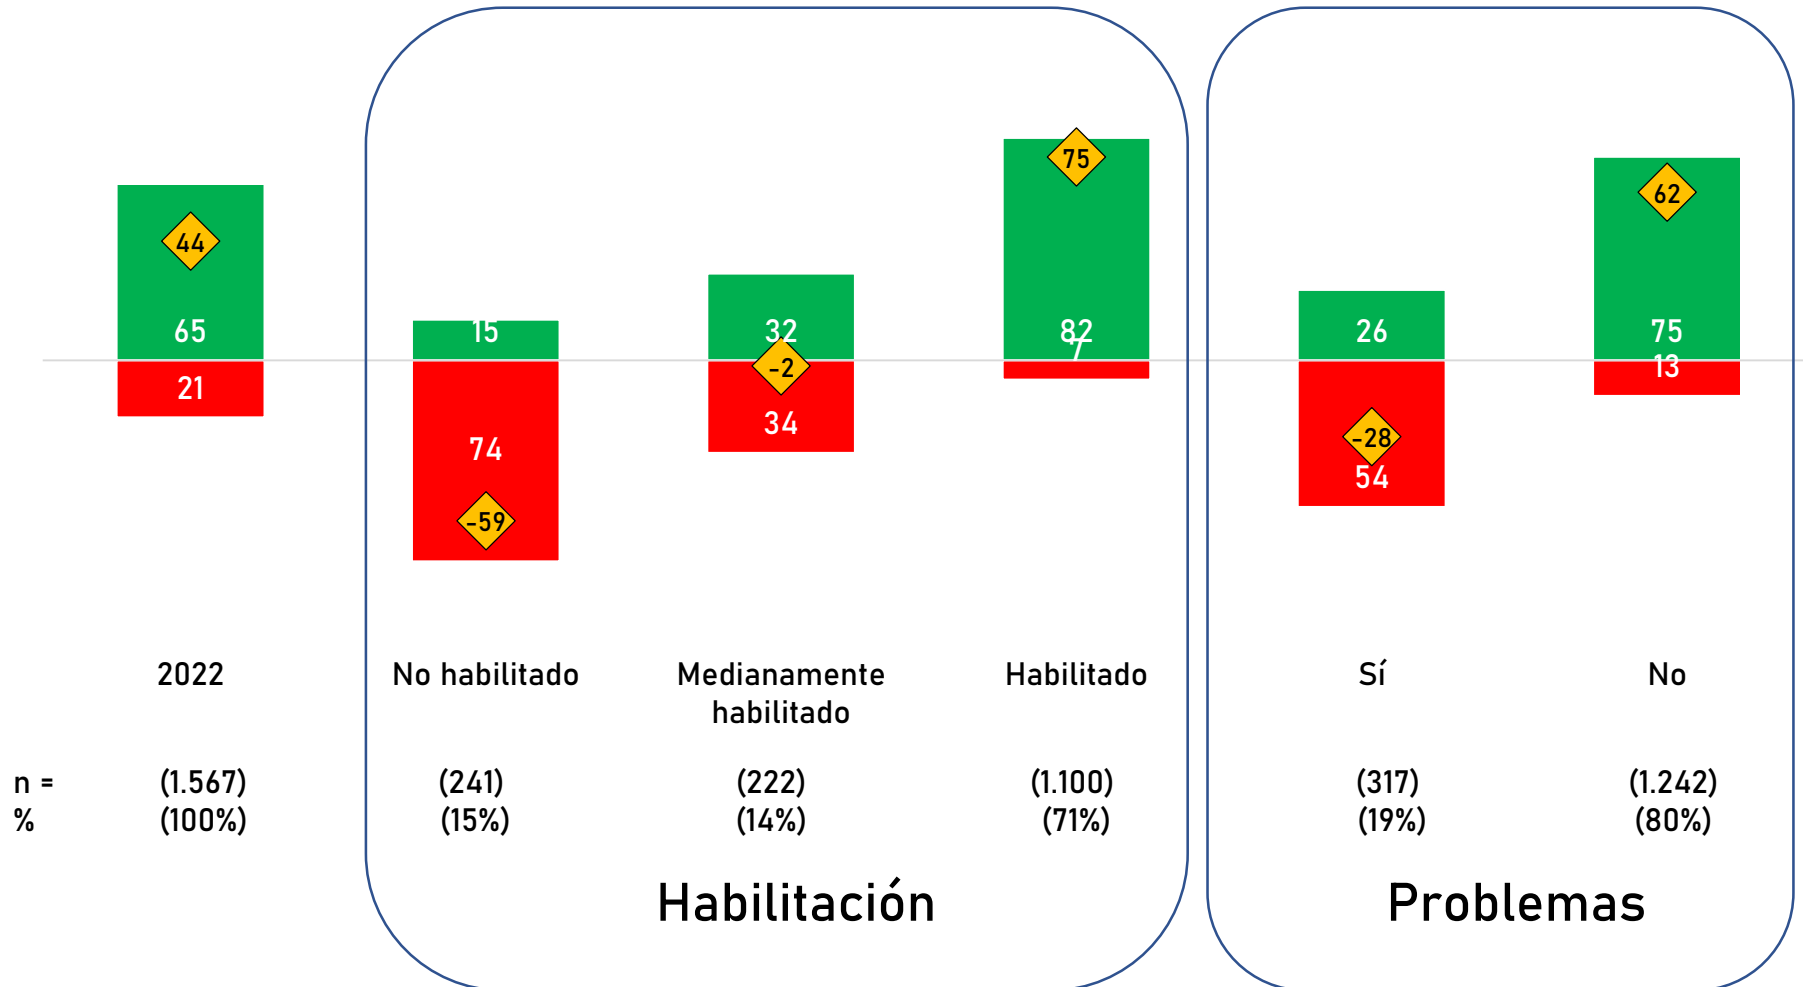 75
62
44
65
15
32
82
7
26
75
-2
13
21
34
-28
74
54
-59
2022
No habilitado
Medianamente
habilitado
Habilitado
Sí
No
n = (1.567) (241) (222) (1.100) (317) (1.242)
% (100%) (15%) (14%) (71%) (19%) (80%)
Habilitación
Problemas